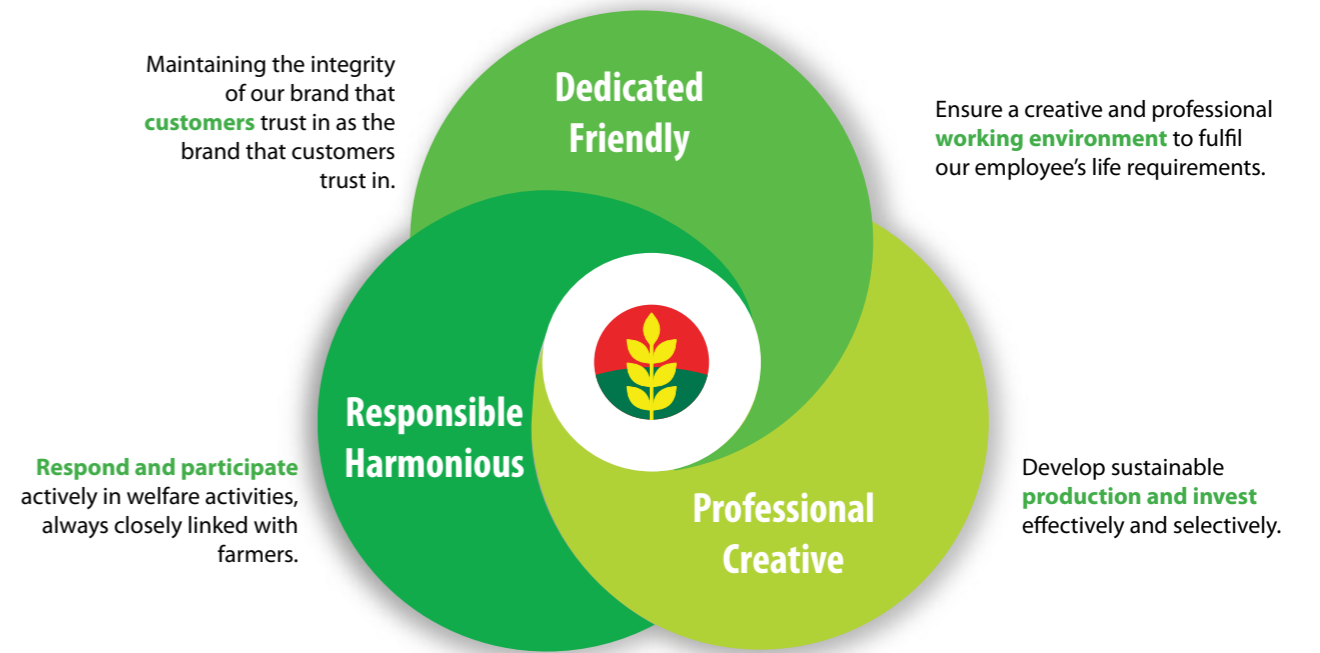 Maintaining the integrity
of our brand that
customers trust in as the
brand that customers
trust in.
Dedicated
Friendly
Ensure a creative and professional
working environment to fulfil
our employee’s life requirements.
Responsible
Harmonious
Respond and participate
actively in welfare activities,
always closely linked with
farmers.
Professional
Creative
Develop sustainable
production and invest
effectively and selectively.